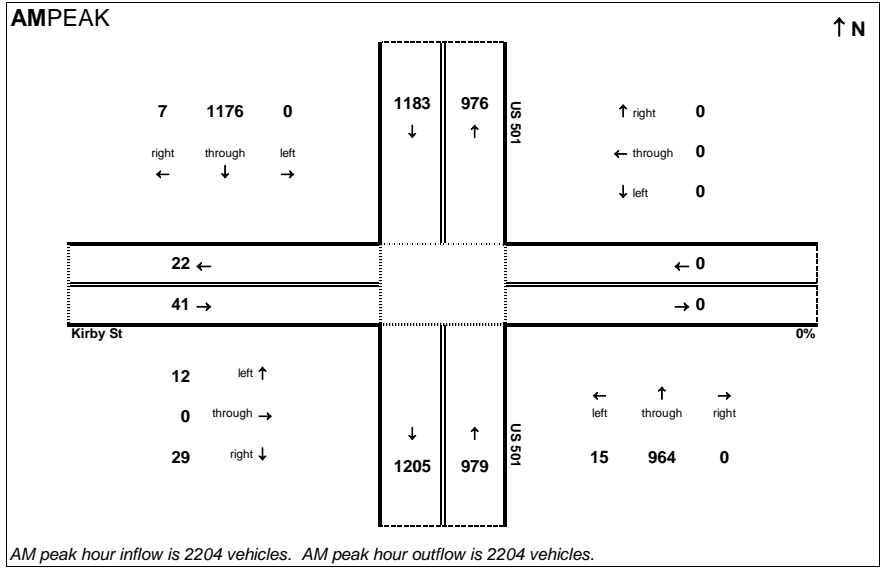 AM PEAK
↑ N
7 1176 0
right through left
← ↓ →
1183 976
↓ ↑
US 501
↑ right 0
← through 0
↓ left 0
22 ←
← 0
41 →
→ 0
Kirby St
0%
12 left ↑
0 through →
29 right ↓
↓ ↑
1205 979
US 501
← ↑ →
left through right
15 964 0
AM peak hour inflow is 2204 vehicles. AM peak hour outflow is 2204 vehicles.